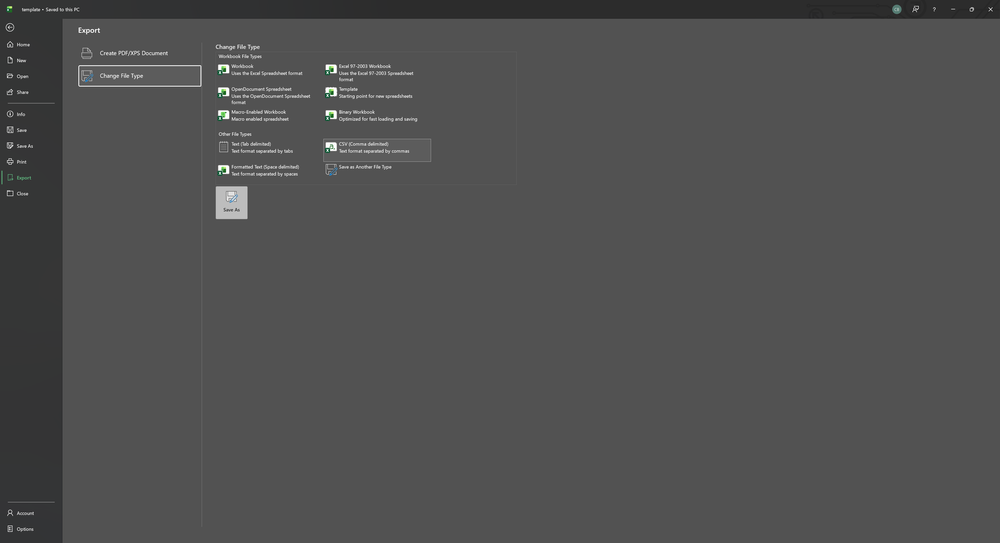 template • Saved to this PC
CB
?
Export
Home
New
Open
Share
Info
Save
Save As
Print
Export
Close
Account
Options
Create PDF/XPS Document
Change File Type
Change File Type
Workbook File Types
Workbook
Uses the Excel Spreadsheet format
Excel 97-2003 Workbook
Uses the Excel 97-2003 Spreadsheet
format
OpenDocument Spreadsheet
Uses the OpenDocument Spreadsheet
format
Template
Starting point for new spreadsheets
Macro-Enabled Workbook
Macro enabled spreadsheet
Binary Workbook
Optimized for fast loading and saving
Other File Types
Text (Tab delimited)
Text format separated by tabs
CSV (Comma delimited)
Text format separated by commas
Formatted Text (Space delimited)
Text format separated by spaces
Save as Another File Type
Save As